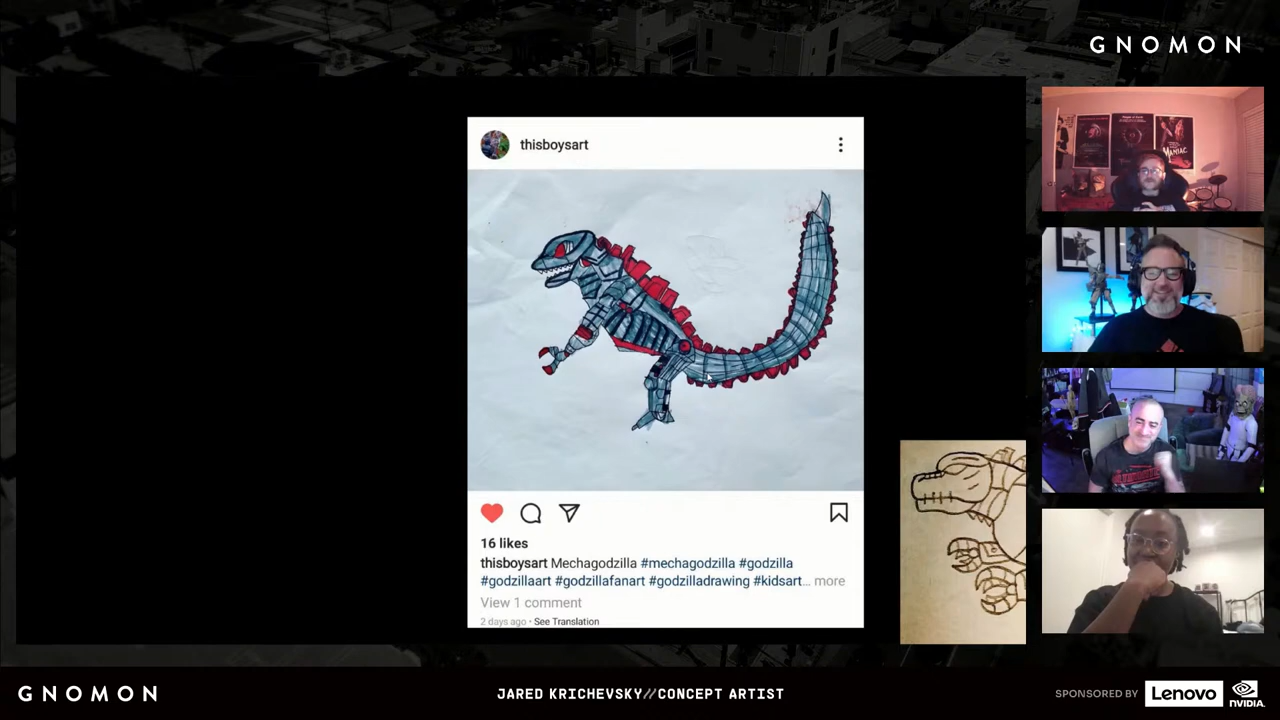 GNOMON
thisboysart
16 likes
thisboysart Mechagodzilla #mechagodzilla #godzilla
#godzillaart #godzillafanart #godzilladrawing #kidsart... more
View 1 comment
2 days ago · See Translation
MANIAC
GNOMON
JARED KRICHEVSKY//CONCEPT ARTIST
SPONSORED BY
Lenovo
NVIDIA.